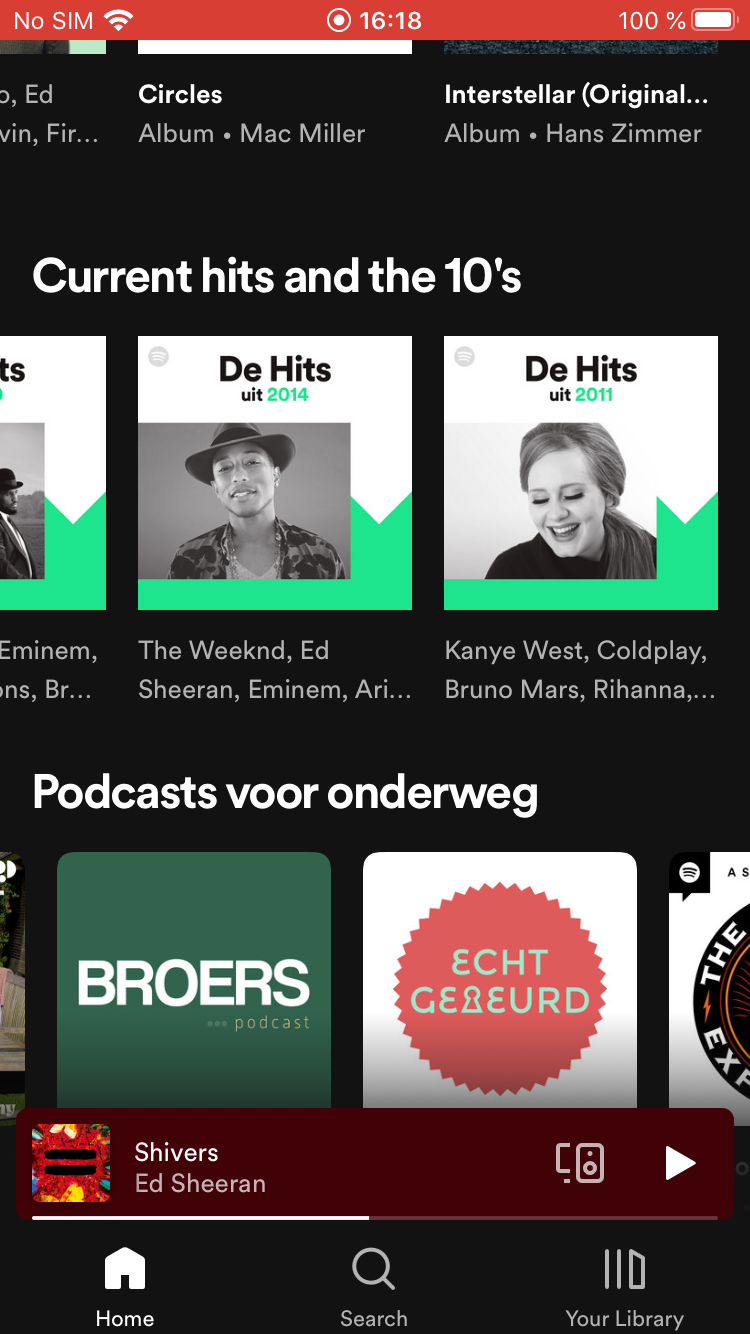 No SIM 16:18 100 %
o, Ed
vin, Fir...
Circles
Album • Mac Miller
Interstellar (Original...
Album • Hans Zimmer
Current hits and the 10's
ts
De Hits
uit 2014
De Hits
uit 2011
Eminem,
ons, Br...
The Weeknd, Ed
Sheeran, Eminem, Ari...
Kanye West, Coldplay,
Bruno Mars, Rihanna,...
Podcasts voor onderweg
BROERS
podcast
ECHT
GEBEURD
A S
THE
EXP
ny
Shivers
Ed Sheeran
Home
Search
Your Library